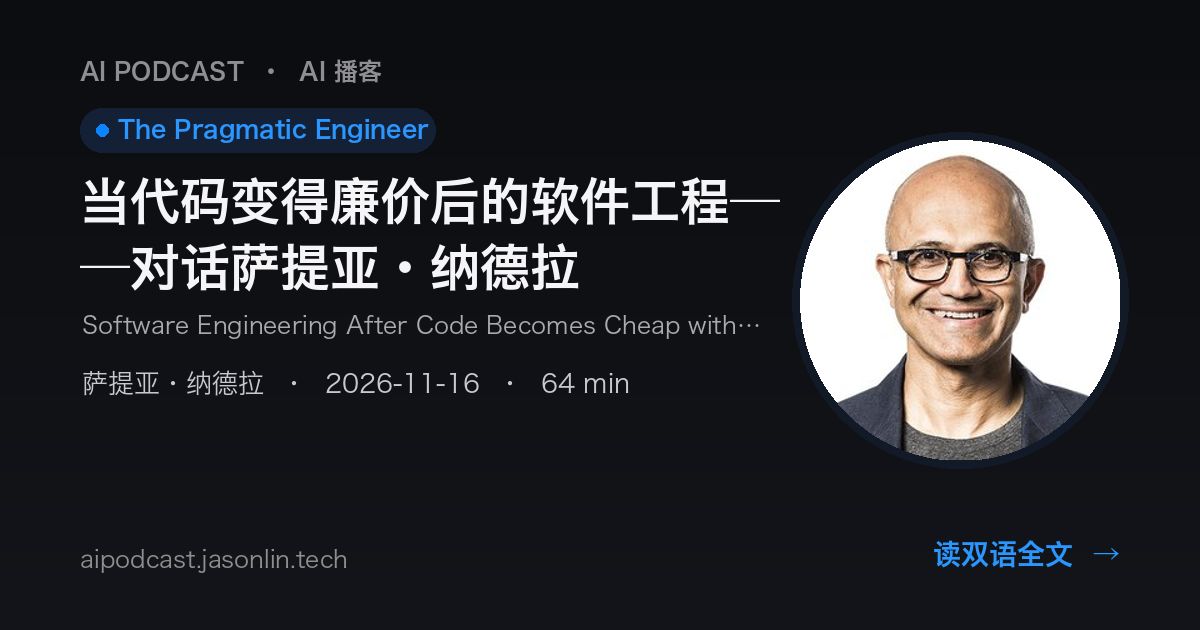 AI PODCAST · AI 播客
The Pragmatic Engineer
当代码变得廉价后的软件工程—
—对话萨提亚·纳德拉
Software Engineering After Code Becomes Cheap with…
萨提亚·纳德拉 · 2026-11-16 · 64 min
aipodcast.jasonlin.tech
读双语全文 →